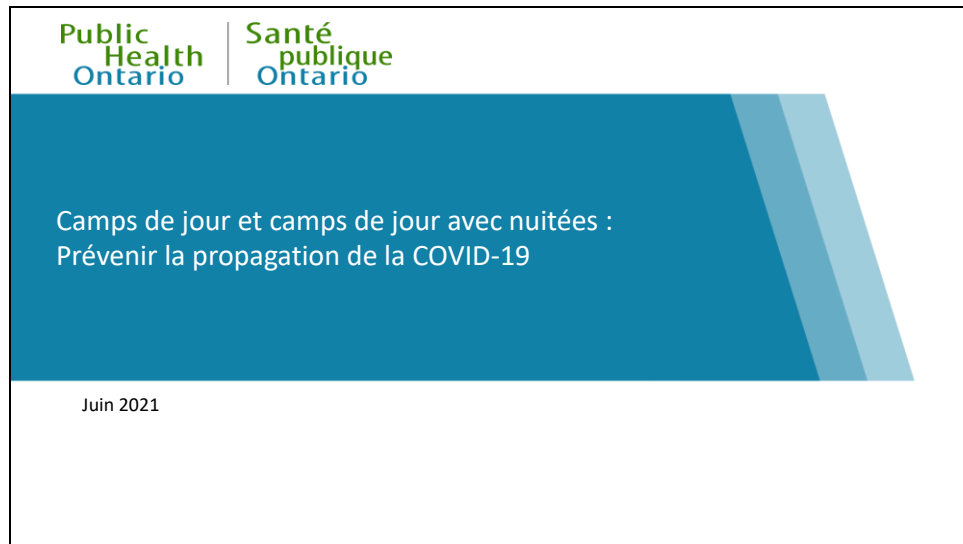 Public
Health
Ontario
Santé
publique
Ontario
Camps de jour et camps de jour avec nuitées :
Prévenir la propagation de la COVID-19
Juin 2021